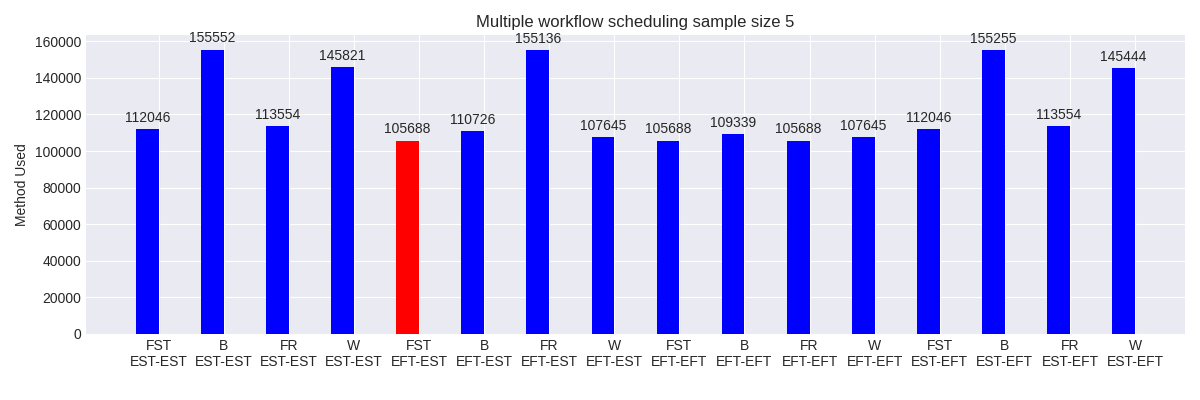 Multiple workflow scheduling sample size 5
Method Used
160000
140000
120000
100000
80000
60000
40000
20000
0
112046
155552
113554
145821
105688
110726
155136
107645
105688
109339
105688
107645
112046
155255
113554
145444
FST
EST-EST
B
EST-EST
FR
EST-EST
W
EST-EST
FST
EFT-EST
B
EFT-EST
FR
EFT-EST
W
EFT-EST
FST
EFT-EFT
B
EFT-EFT
FR
EFT-EFT
W
EFT-EFT
FST
EST-EFT
B
EST-EFT
FR
EST-EFT
W
EST-EFT